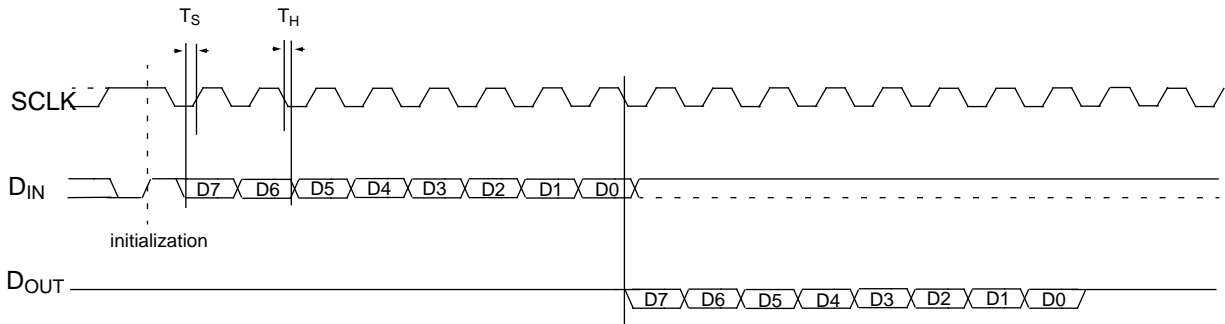 TS TH
SCLK
DIN D7 D6 D5 D4 D3 D2 D1 D0
initialization
DOUT D7 D6 D5 D4 D3 D2 D1 D0